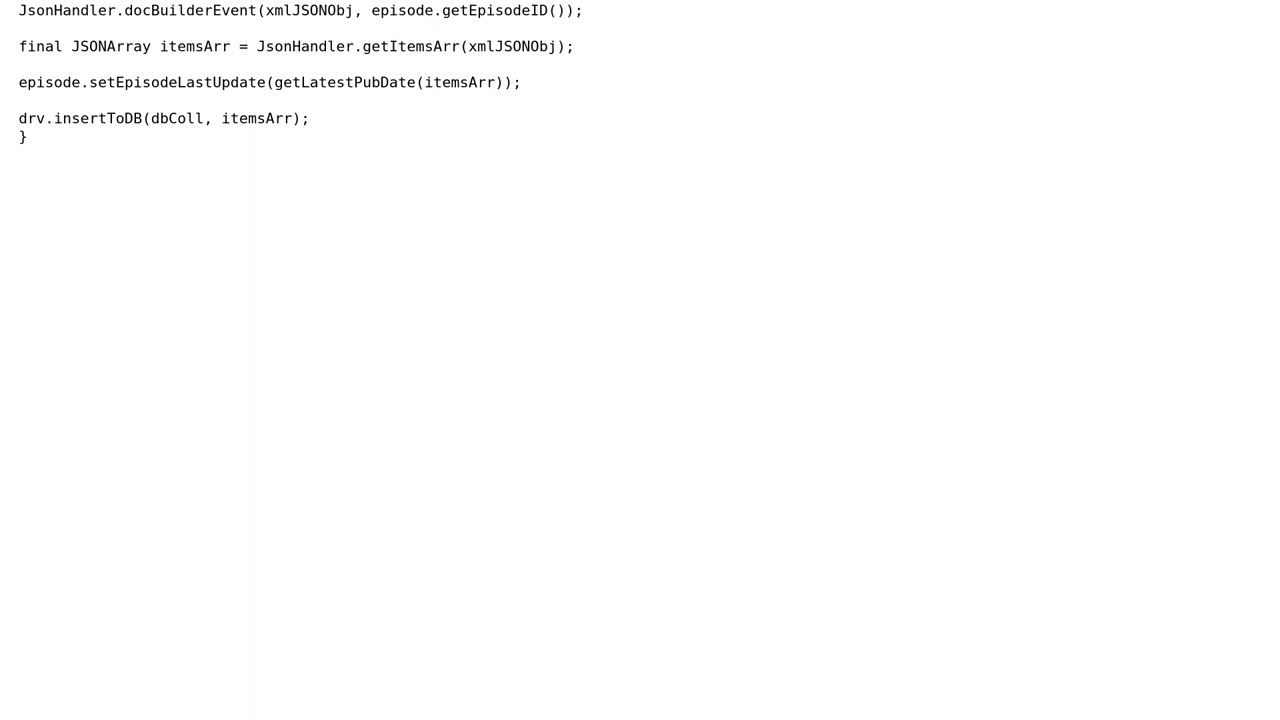 JsonHandler.docBuilderEvent(xmlJSONObj, episode.getEpisodeID());
final JSONArray itemsArr = JsonHandler.getItemsArr(xmlJSONObj);
episode.setEpisodeLastUpdate(getLatestPubDate(itemsArr));
drv.insertToDB(dbColl, itemsArr);
}